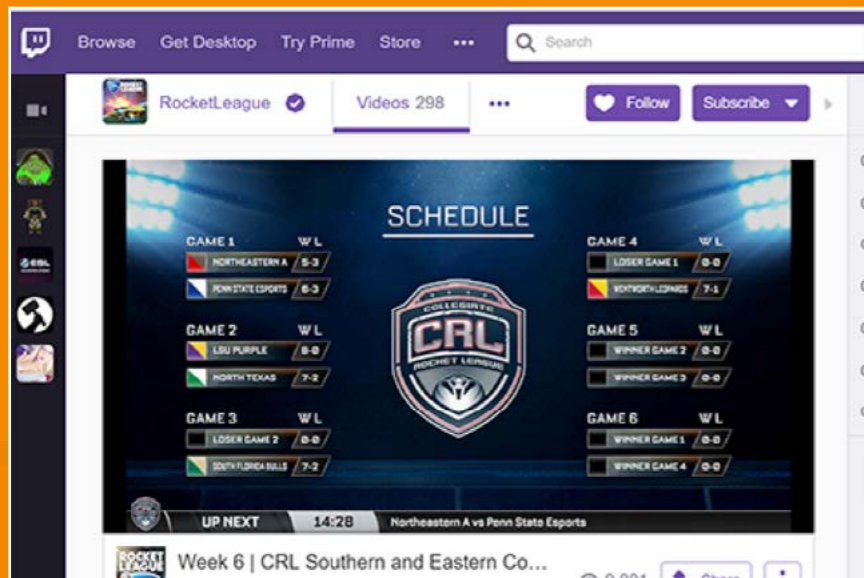 Browse Get Desktop Try Prime Store ••• Search
RocketLeague Videos 298 ••• Follow Subscribe
SCHEDULE
GAME 1 W L
NORTHEASTERN A 5-3
PENN STATE ESPORTS 6-3
GAME 2 W L
LSU PURPLE 8-0
NORTH TEXAS 7-2
GAME 3 W L
LOSER GAME 2 0-0
SOUTH FLORIDA BULLS 7-2
COLLEGIATE
CRL
ROCKET LEAGUE
GAME 4 W L
LOSER GAME 1 0-0
WENTWORTH LEOPARDS 7-1
GAME 5 W L
WINNER GAME 2 0-0
WINNER GAME 3 0-0
GAME 6 W L
WINNER GAME 1 0-0
WINNER GAME 4 0-0
UP NEXT 14:28 Northeastern A vs Penn State Esports
ESL
ROCKET
LEAGUE
Week 6 | CRL Southern and Eastern Co...
Share